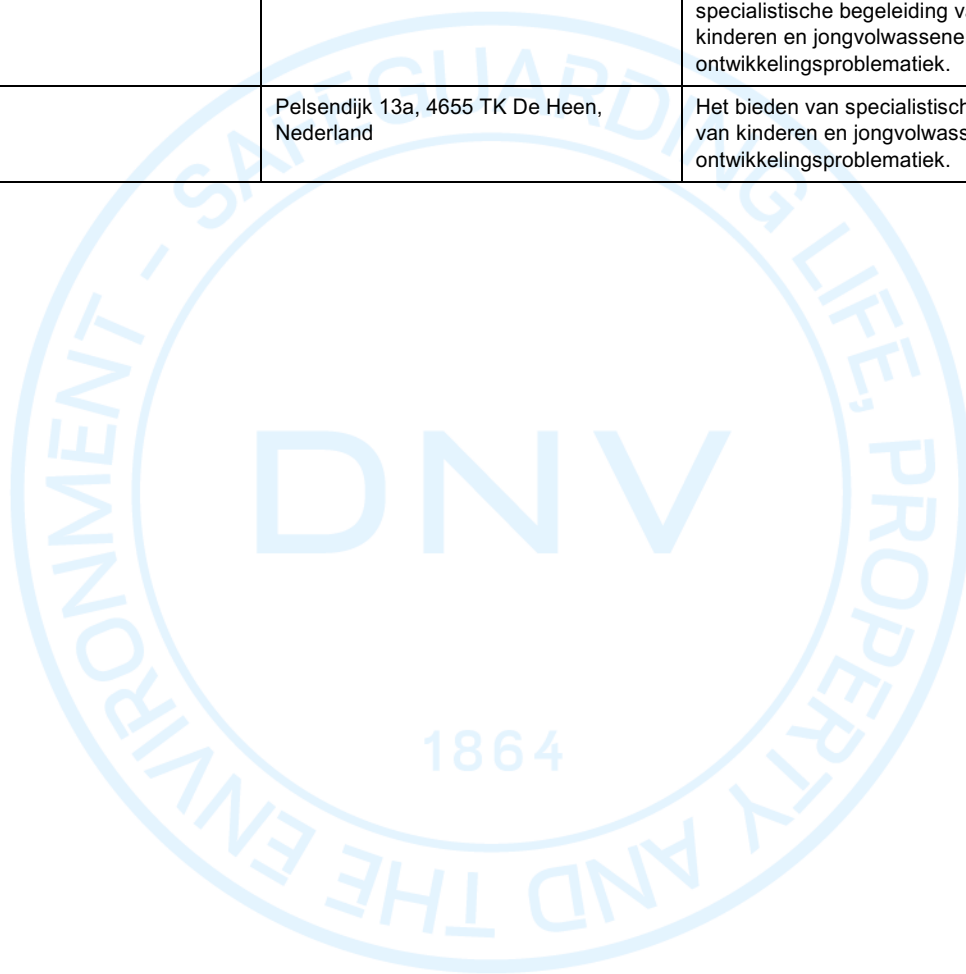 specialistische begeleiding
kinderen en jongvolwassene
ontwikkelingsproblematiek.
Pelsendijk 13a, 4655 TK De Heen,
Nederland
Het bieden van
van kinderen en
ontwikkelingsproblematiek.
SAFEGUARDING LIFE, PROPERTY AND THE ENVIRONMENT -
DNV
1864